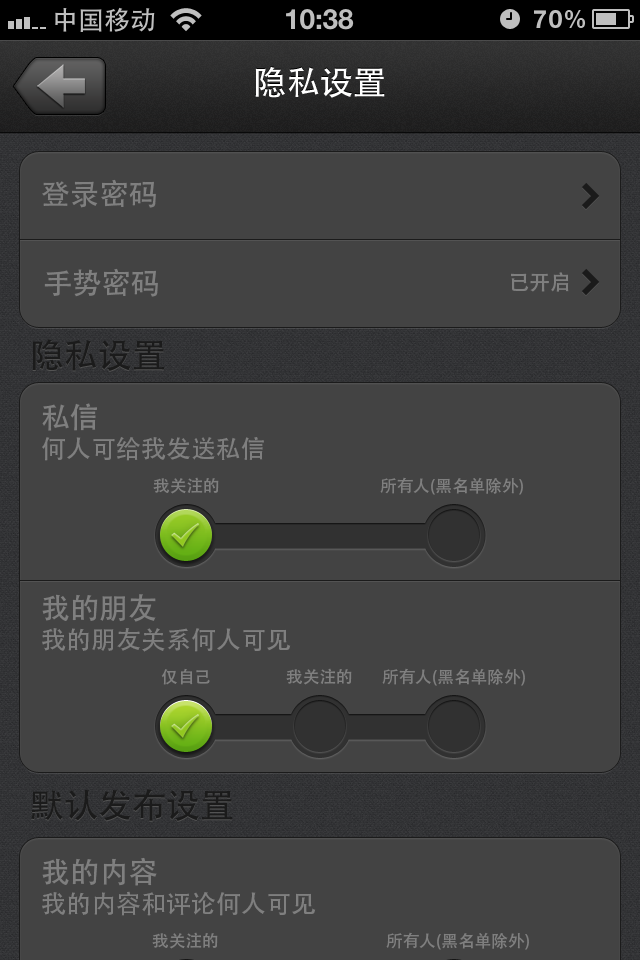 中国移动 10:38 70%
隐私设置
登录密码
手势密码 已开启
隐私设置
私信
何人可给我发送私信
我关注的 所有人(黑名单除外)
我的朋友
我的朋友关系何人可见
仅自己 我关注的 所有人(黑名单除外)
默认发布设置
我的内容
我的内容和评论何人可见
我关注的 所有人(黑名单除外)